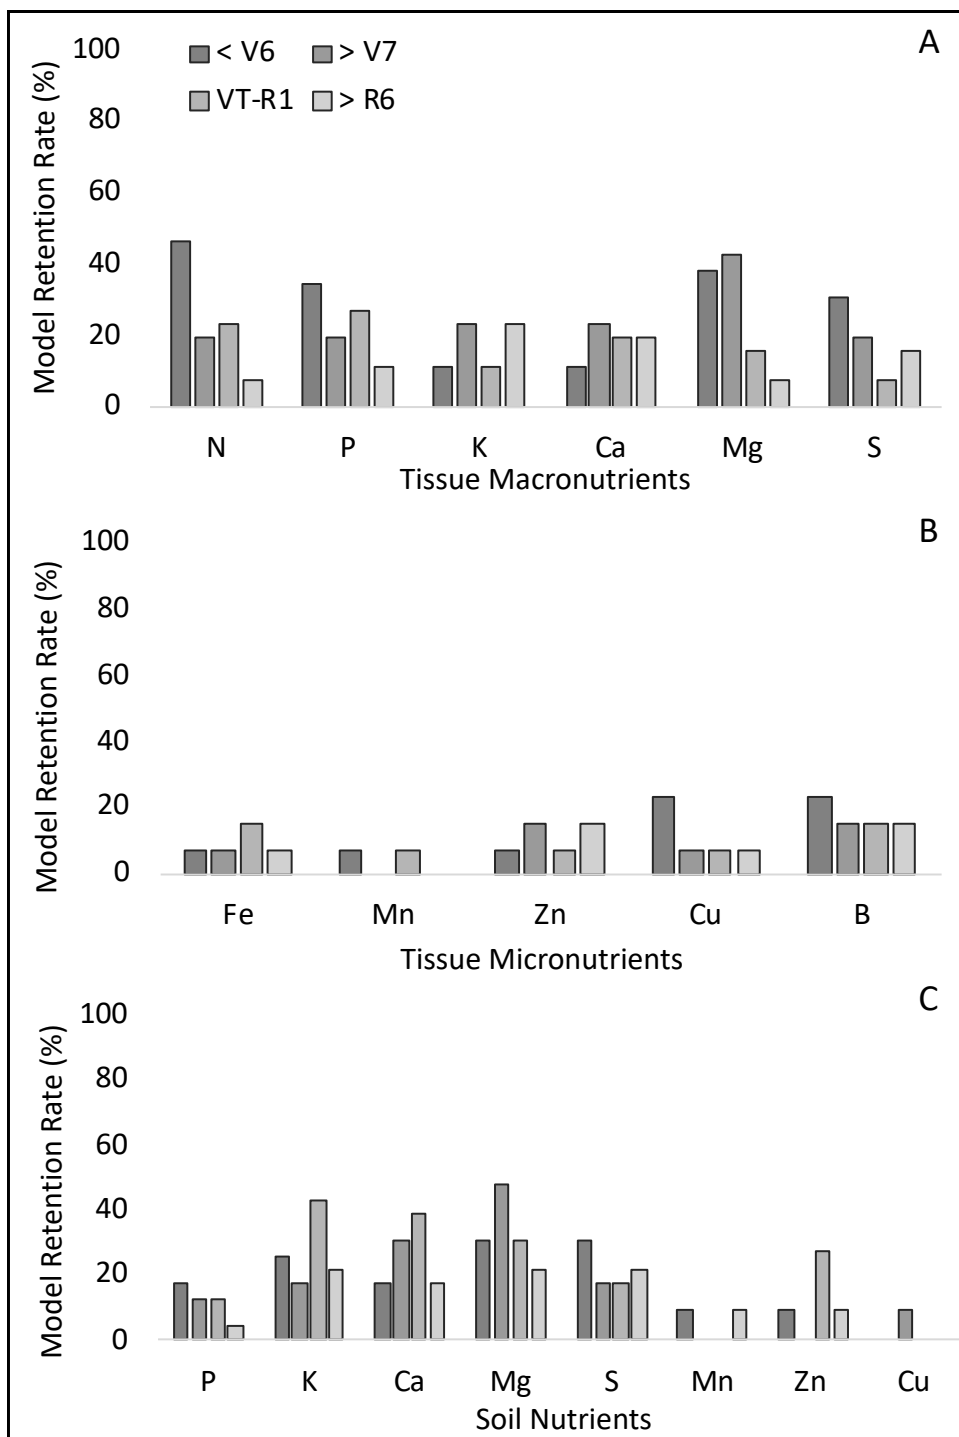 A
< V6 > V7
VT-R1 > R6
Model Retention Rate (%)
100
80
60
40
20
0
N P K Ca Mg S
Tissue Macronutrients
B
Model Retention Rate (%)
100
80
60
40
20
0
Fe Mn Zn Cu B
Tissue Micronutrients
C
Model Retention Rate (%)
100
80
60
40
20
0
P K Ca Mg S Mn Zn Cu
Soil Nutrients